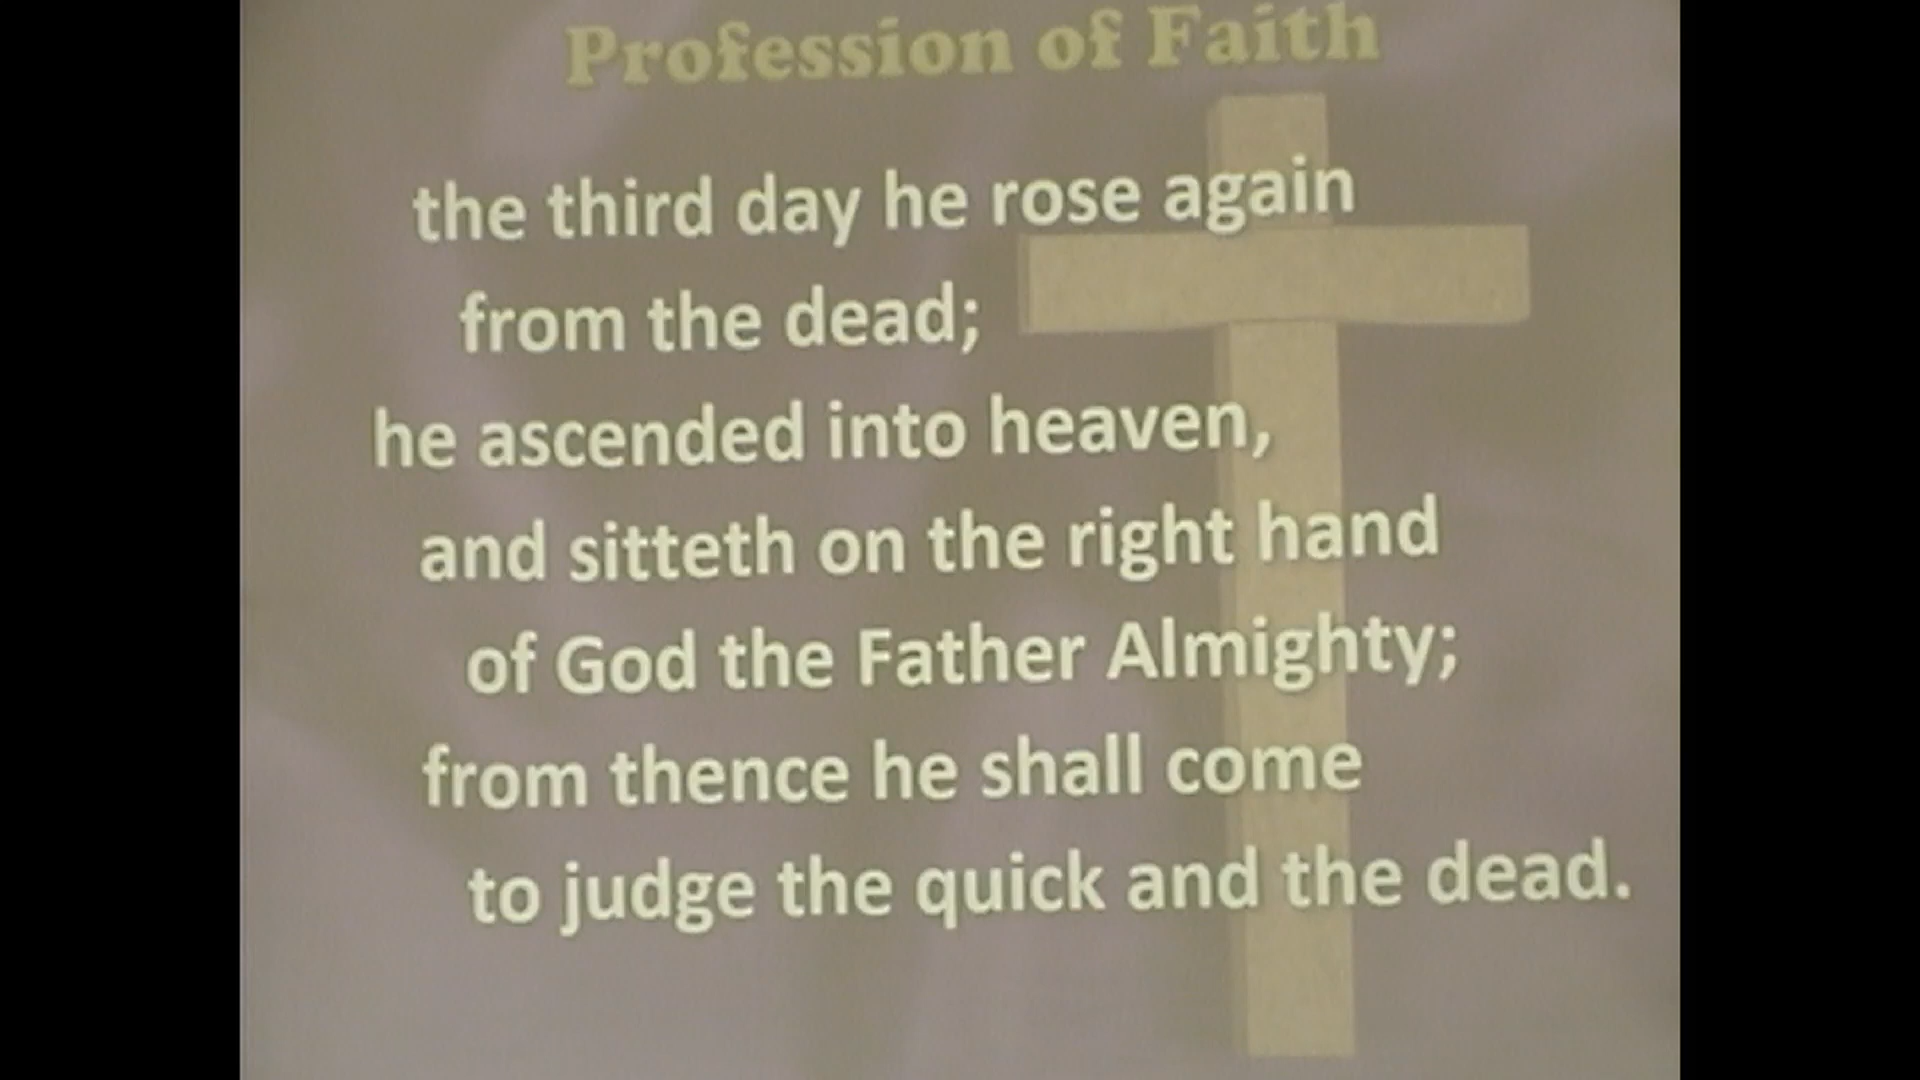 Profession of Faith
the third day he rose again
from the dead;
he ascended into heaven,
and sitteth on the right hand
of God the Father Almighty;
from thence he shall come
to judge the quick and the dead.